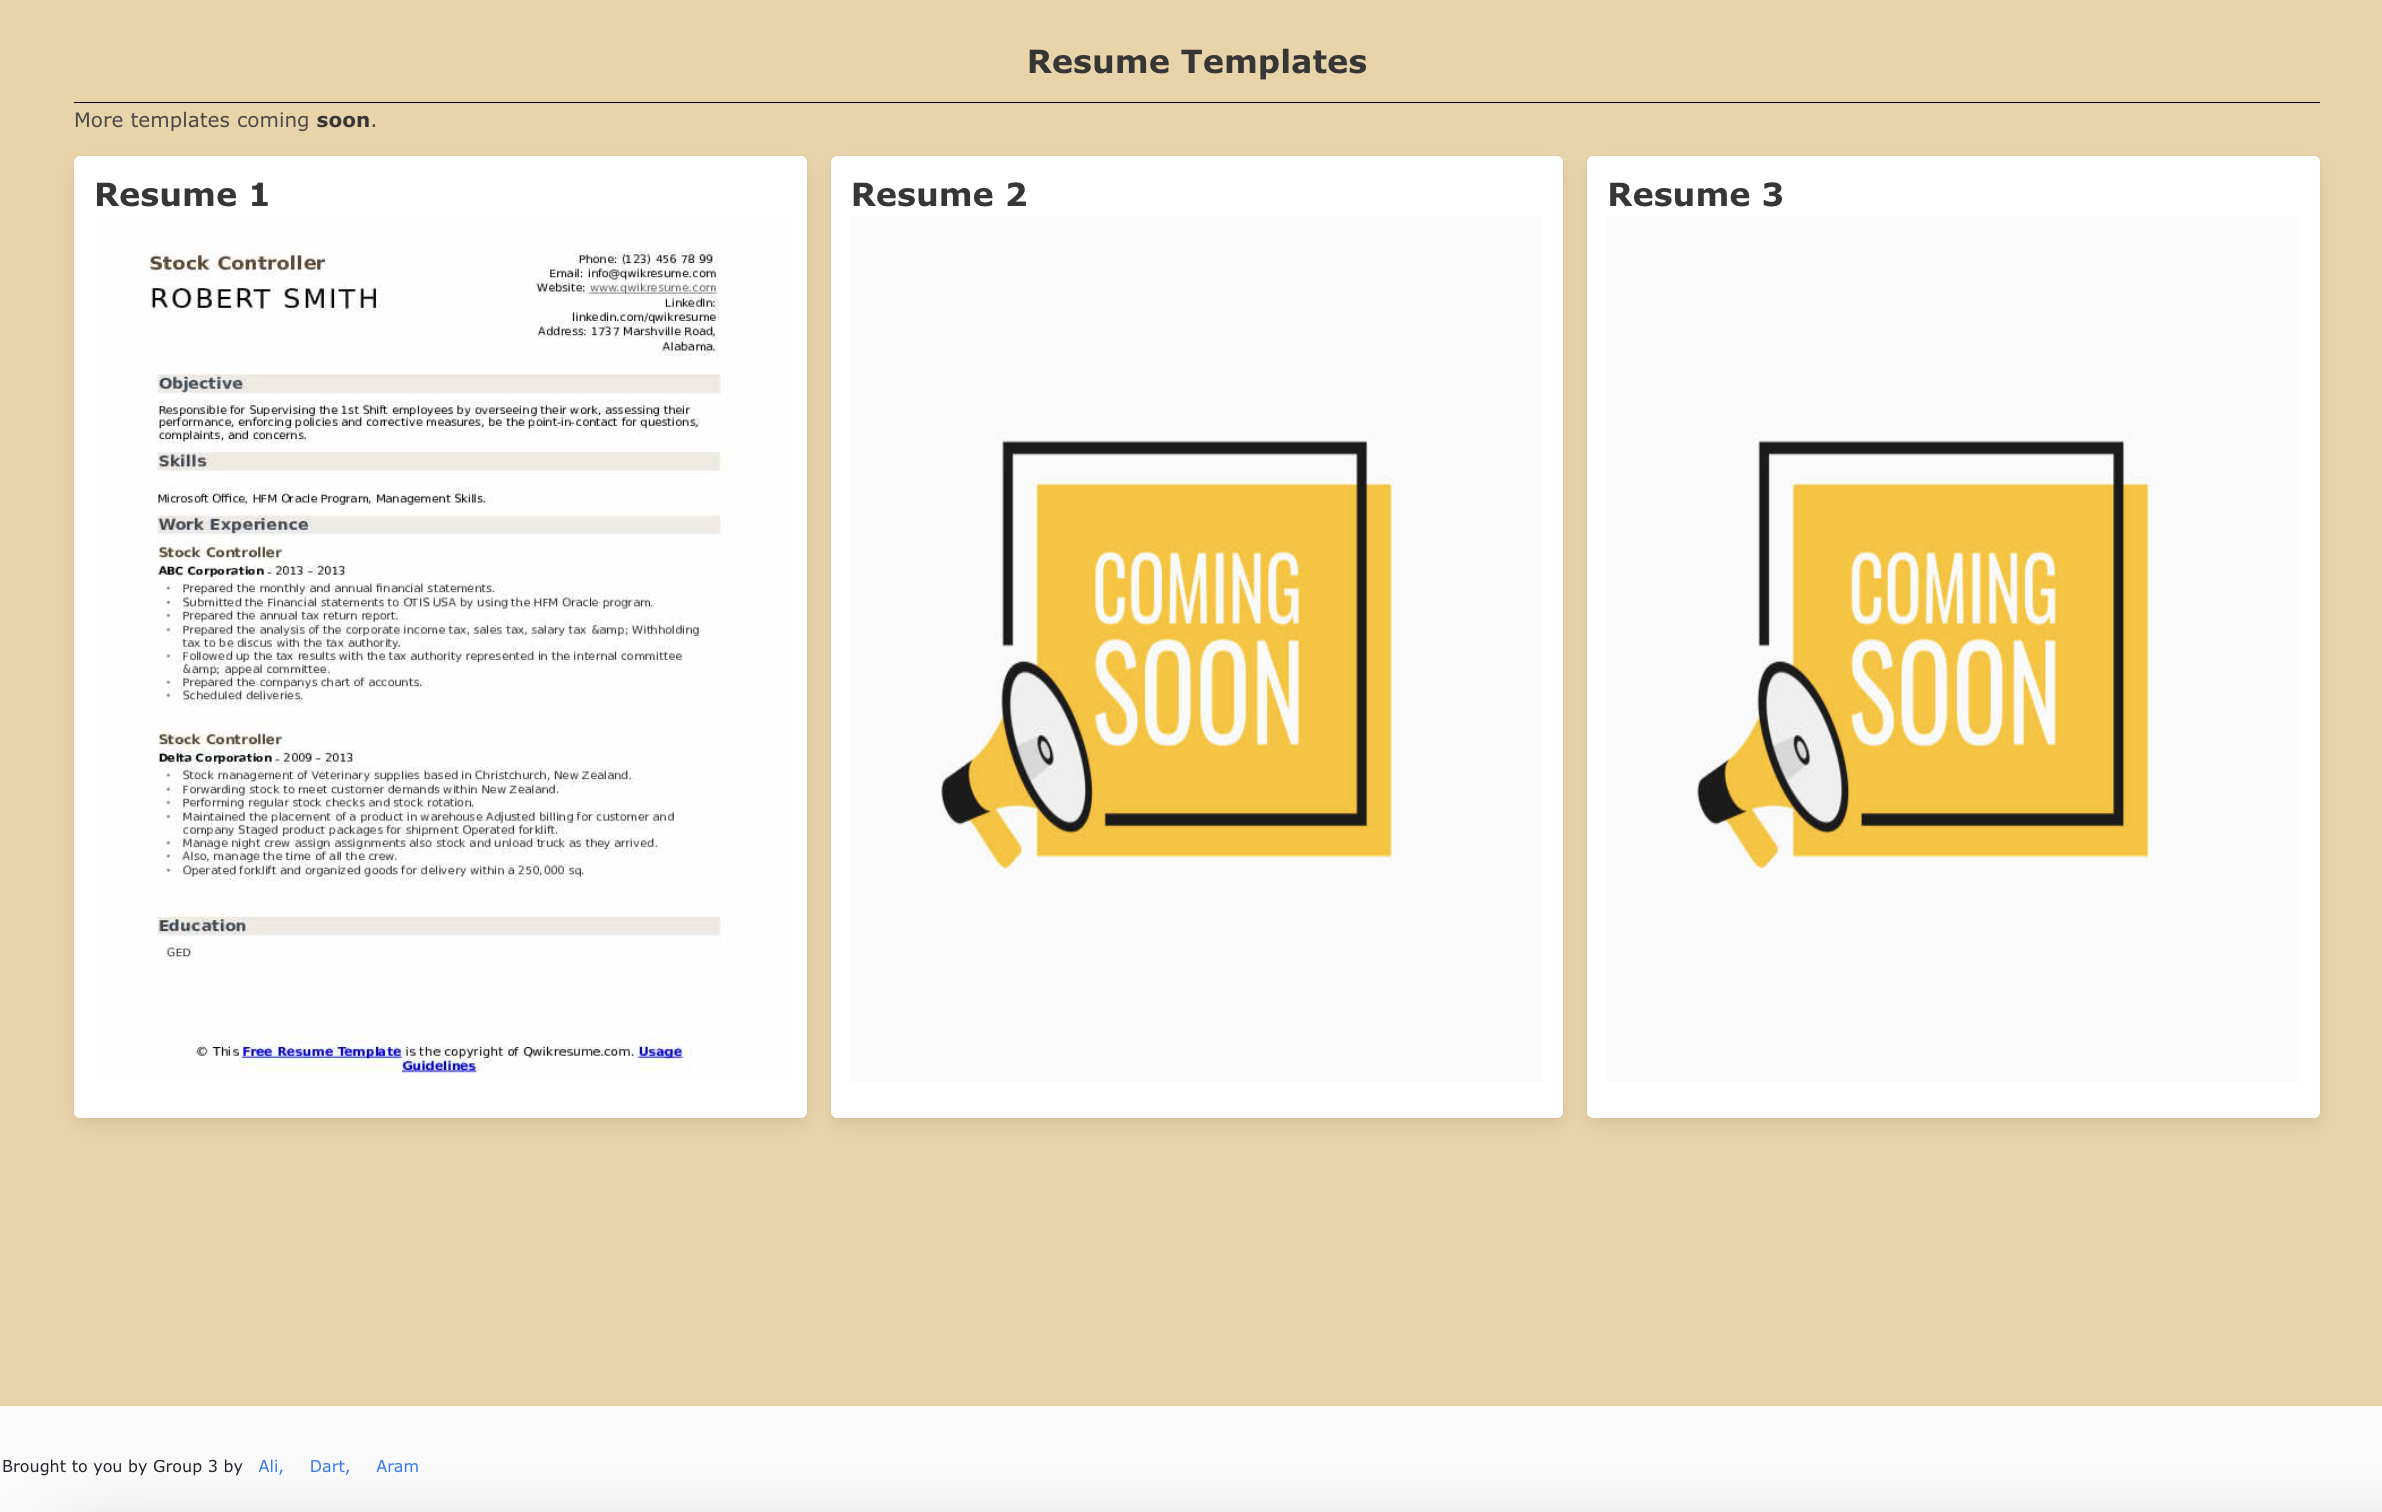 Resume Templates
More templates coming soon.
Resume 1
Stock Controller
ROBERT SMITH
Phone: (123) 456 78 99
Email: info@qwikresume.com
Website: www.qwikresume.com
LinkedIn:
linkedin.com/qwikresume
Address: 1737 Marshville Road,
Alabama.
Objective
Responsible for Supervising the 1st Shift employees by overseeing their work, assessing their
performance, enforcing policies and corrective measures, be the point-in-contact for questions,
complaints, and concerns.
Skills
Microsoft Office, HFM Oracle Program, Management Skills.
Work Experience
Stock Controller
ABC Corporation - 2013 – 2013
• Prepared the monthly and annual financial statements.
• Submitted the Financial statements to OTIS USA by using the HFM Oracle program.
• Prepared the annual tax return report.
• Prepared the analysis of the corporate income tax, sales tax, salary tax &amp; Withholding
tax to be discus with the tax authority.
• Followed up the tax results with the tax authority represented in the internal committee
&amp; appeal committee.
• Prepared the companys chart of accounts.
• Scheduled deliveries.
Stock Controller
Delta Corporation - 2009 – 2013
• Stock management of Veterinary supplies based in Christchurch, New Zealand.
• Forwarding stock to meet customer demands within New Zealand.
• Performing regular stock checks and stock rotation.
• Maintained the placement of a product in warehouse Adjusted billing for customer and
company Staged product packages for shipment Operated forklift.
• Manage night crew assign assignments also stock and unload truck as they arrived.
• Also, manage the time of all the crew.
• Operated forklift and organized goods for delivery within a 250,000 sq.
Education
GED
© This Free Resume Template is the copyright of Qwikresume.com. Usage
Guidelines
Resume 2
COMING
SOON
Resume 3
COMING
SOON
Brought to you by Group 3 by Ali, Dart, Aram